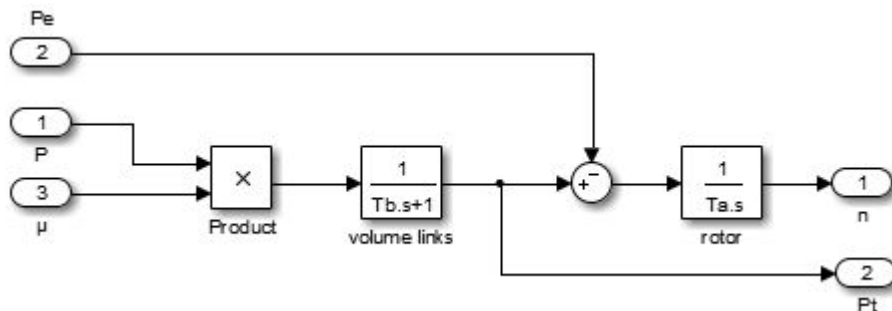 Pe
2
1
P
3
µ
×
Product
1
Tb.s+1
volume links
+
−
1
Ta.s
rotor
1
n
2
Pt